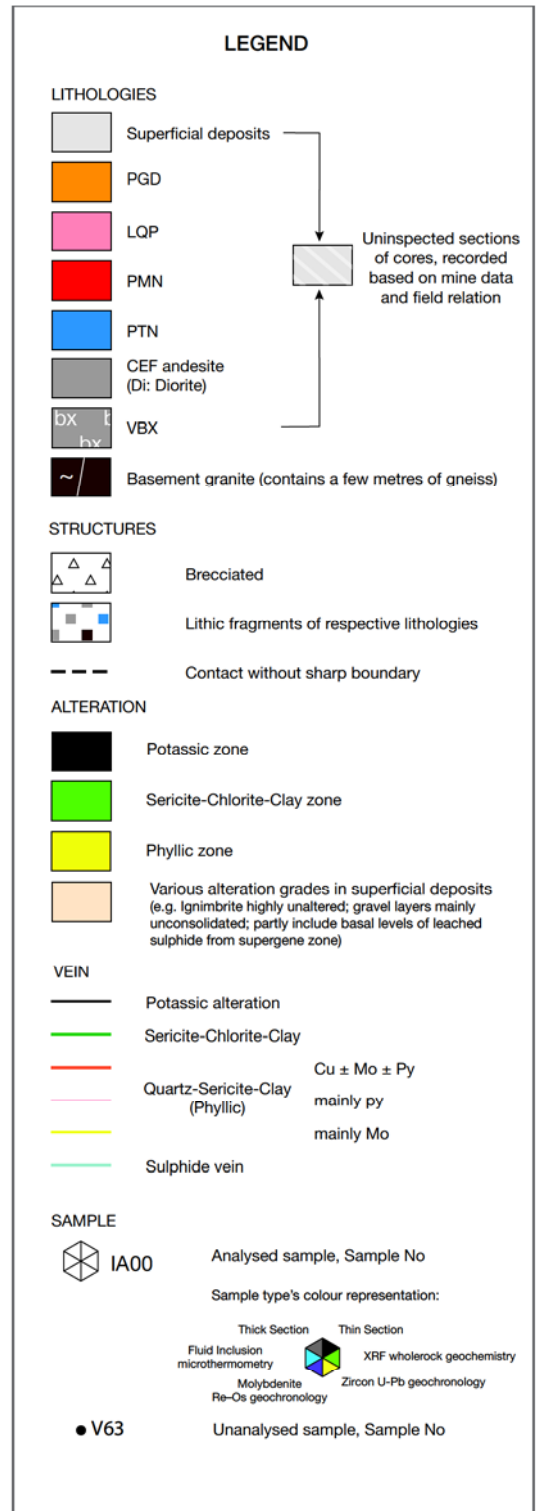 LEGEND
LITHOLOGIES
Superficial deposits
PGD
LQP
Uninspected sections
of cores, recorded
based on mine data
and field relation
PMN
PTN
CEF andesite
(Di: Diorite)
bx b
bx
VBX
~
Basement granite (contains a few metres of gneiss)
STRUCTURES
Brecciated
Lithic fragments of respective lithologies
Contact without sharp boundary
ALTERATION
Potassic zone
Sericite-Chlorite-Clay zone
Phyllic zone
Various alteration grades in superficial deposits
(e.g. Ignimbrite highly unaltered; gravel layers mainly
unconsolidated; partly include basal levels of leached
sulphide from supergene zone)
VEIN
Potassic alteration
Sericite-Chlorite-Clay
Cu ± Mo ± Py
Quartz-Sericite-Clay
(Phyllic)
mainly py
mainly Mo
Sulphide vein
SAMPLE
IA00
Analysed sample, Sample No
Sample type's colour representation:
Thick Section
Thin Section
Fluid Inclusion
microthermometry
XRF wholerock geochemistry
Molybdenite
Re–Os geochronology
Zircon U-Pb geochronology
V63
Unanalysed sample, Sample No